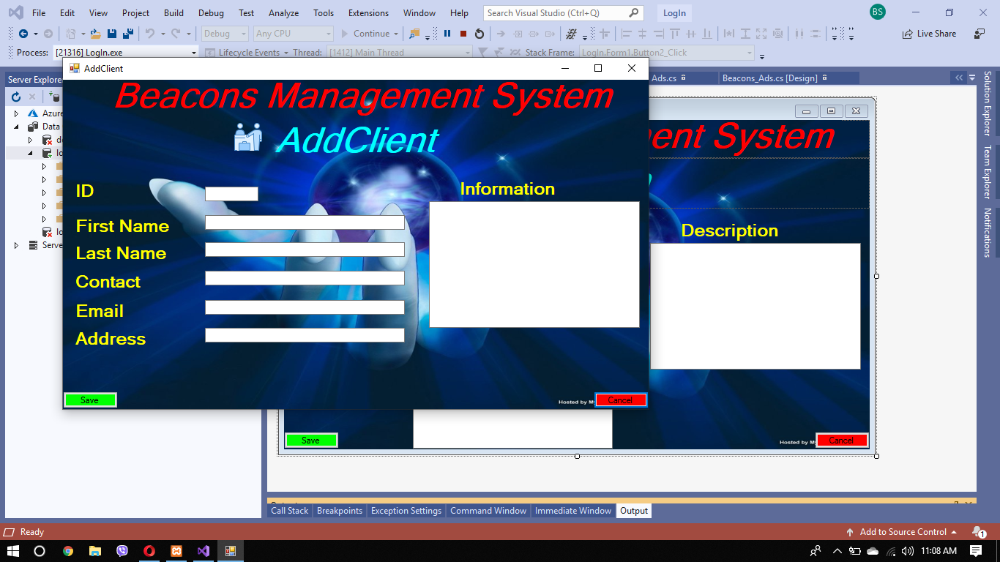 File Edit View Project Build Debug Test Analyze Tools Extensions Window Help Search Visual Studio (Ctrl+Q) LogIn BS
Debug Any CPU Continue Live Share
Process: [21316] LogIn.exe Lifecycle Events Thread: [1412] Main Thread Stack Frame: LogIn.Form1.Button2_Click
AddClient
Server Explore
Ads.cs Beacons_Ads.cs [Design]
Azure
Data
Serve
Beacons Management System
AddClient
ID
First Name
Last Name
Contact
Email
Address
Information
Save
Hosted by My
Cancel
ent System
Description
Save
Hosted by My
Cancel
Solution Explorer
Team Explorer
Notifications
Call Stack Breakpoints Exception Settings Command Window Immediate Window Output
Ready Add to Source Control 1
11:08 AM